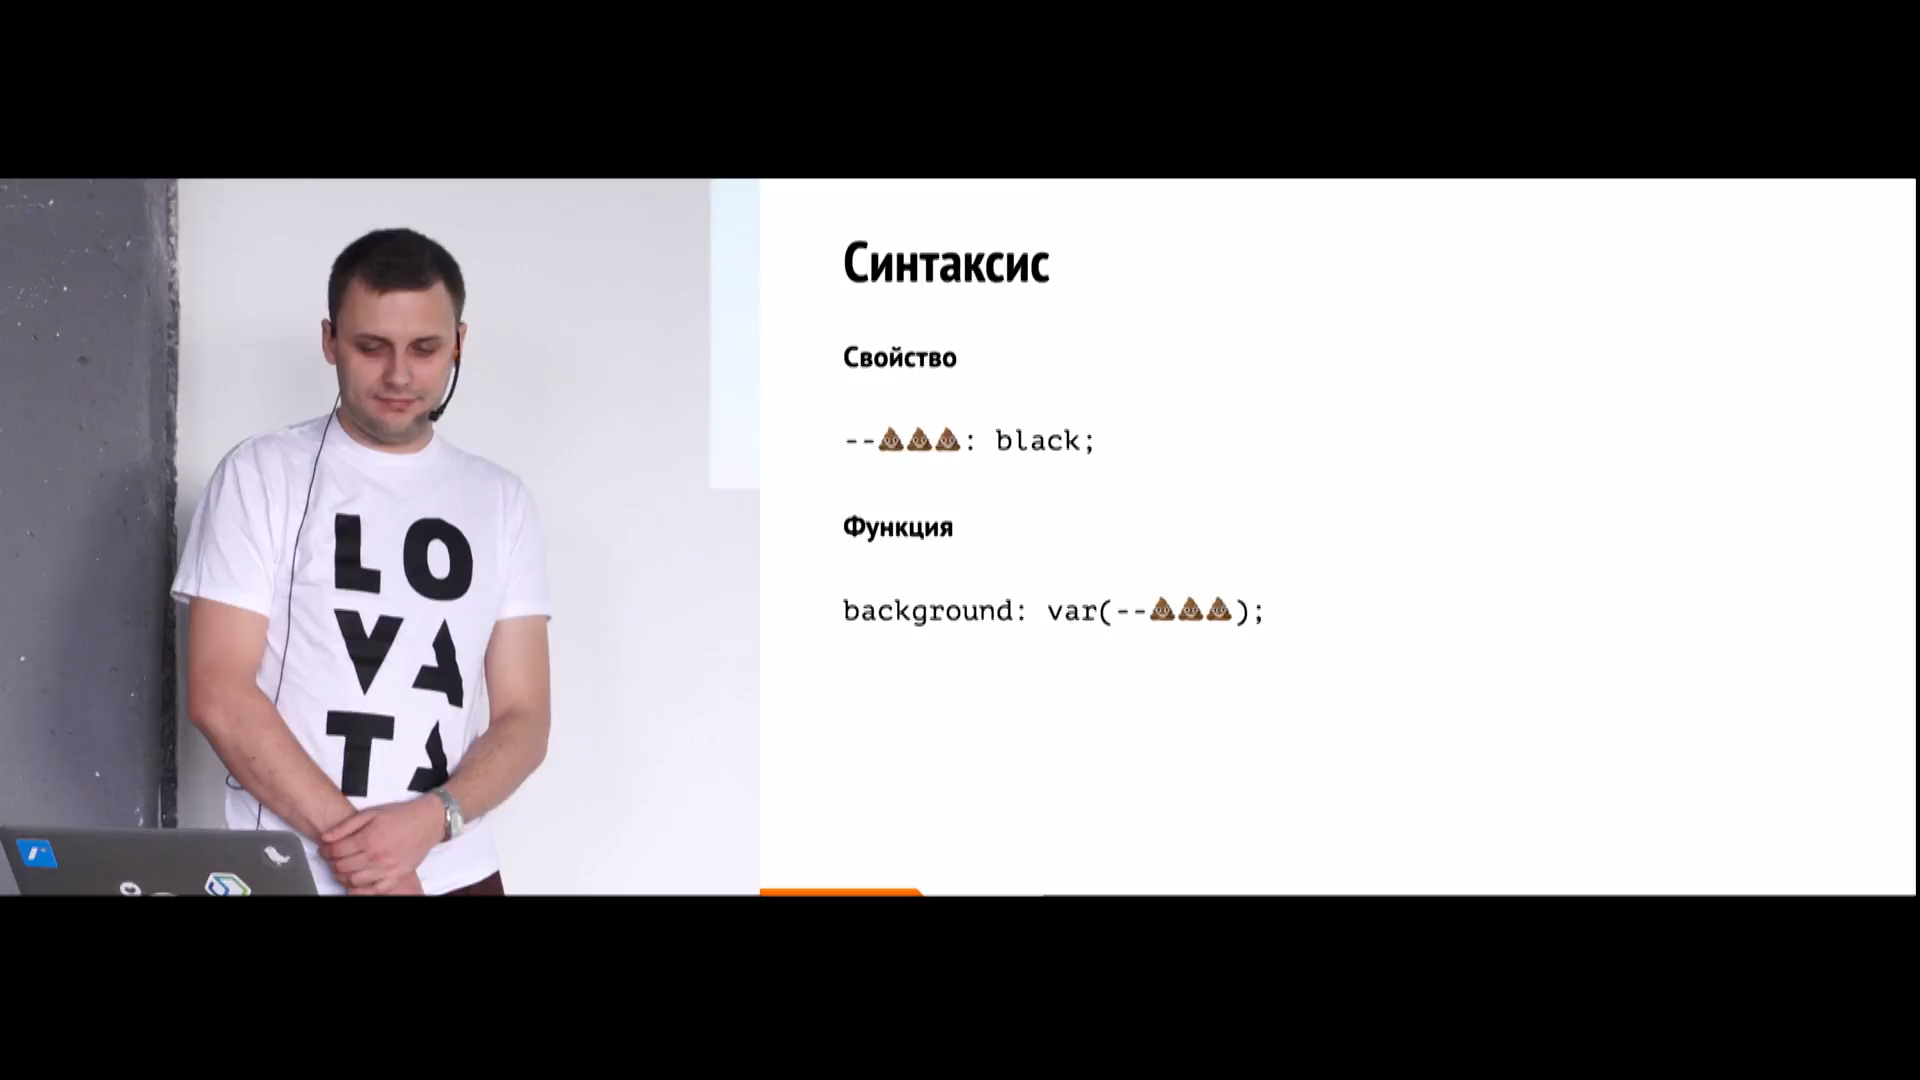 LO
VA
TA
Синтаксис
Свойство
--💩💩💩: black;
Функция
background: var(--💩💩💩);